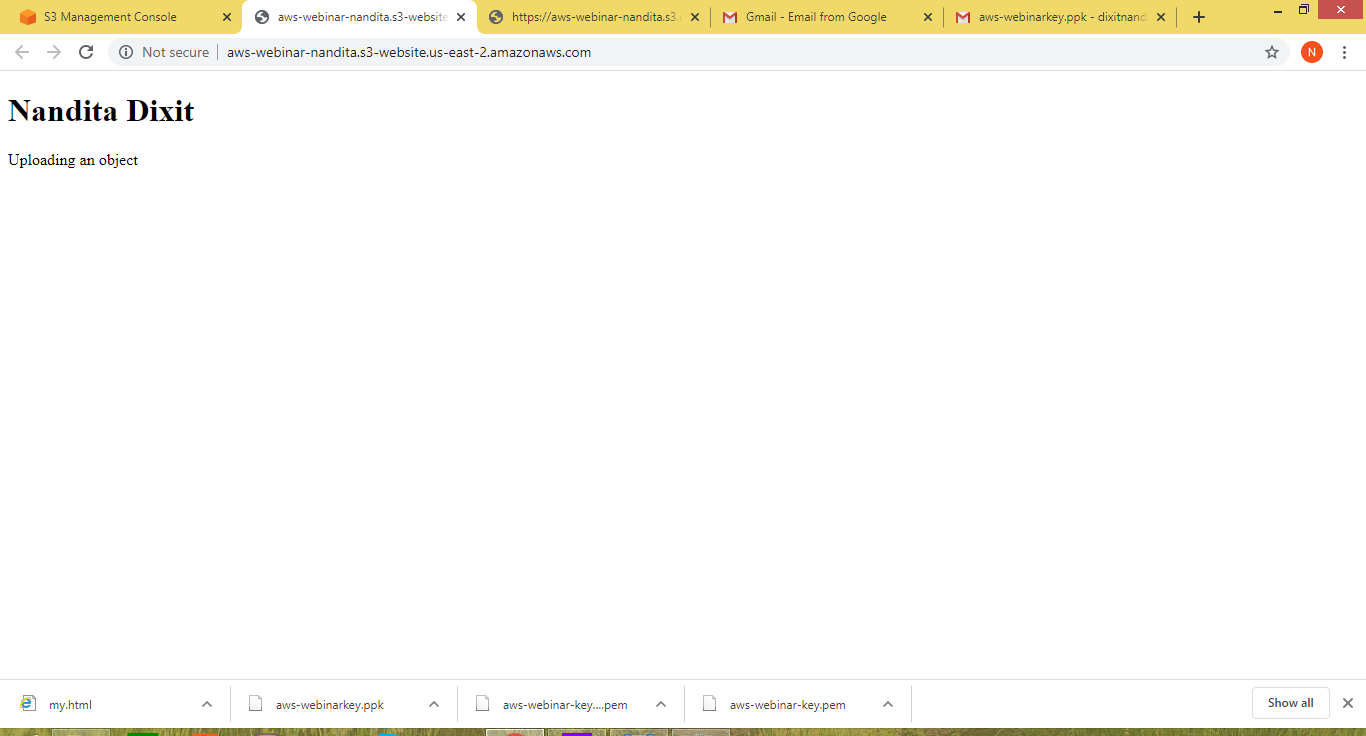 S3 Management Console
aws-webinar-nandita.s3-website
https://aws-webinar-nandita.s3.
Gmail - Email from Google
aws-webinarkey.ppk - dixitnand
Not secure
aws-webinar-nandita.s3-website.us-east-2.amazonaws.com
N
Nandita Dixit
Uploading an object
my.html
aws-webinarkey.ppk
aws-webinar-key....pem
aws-webinar-key.pem
Show all